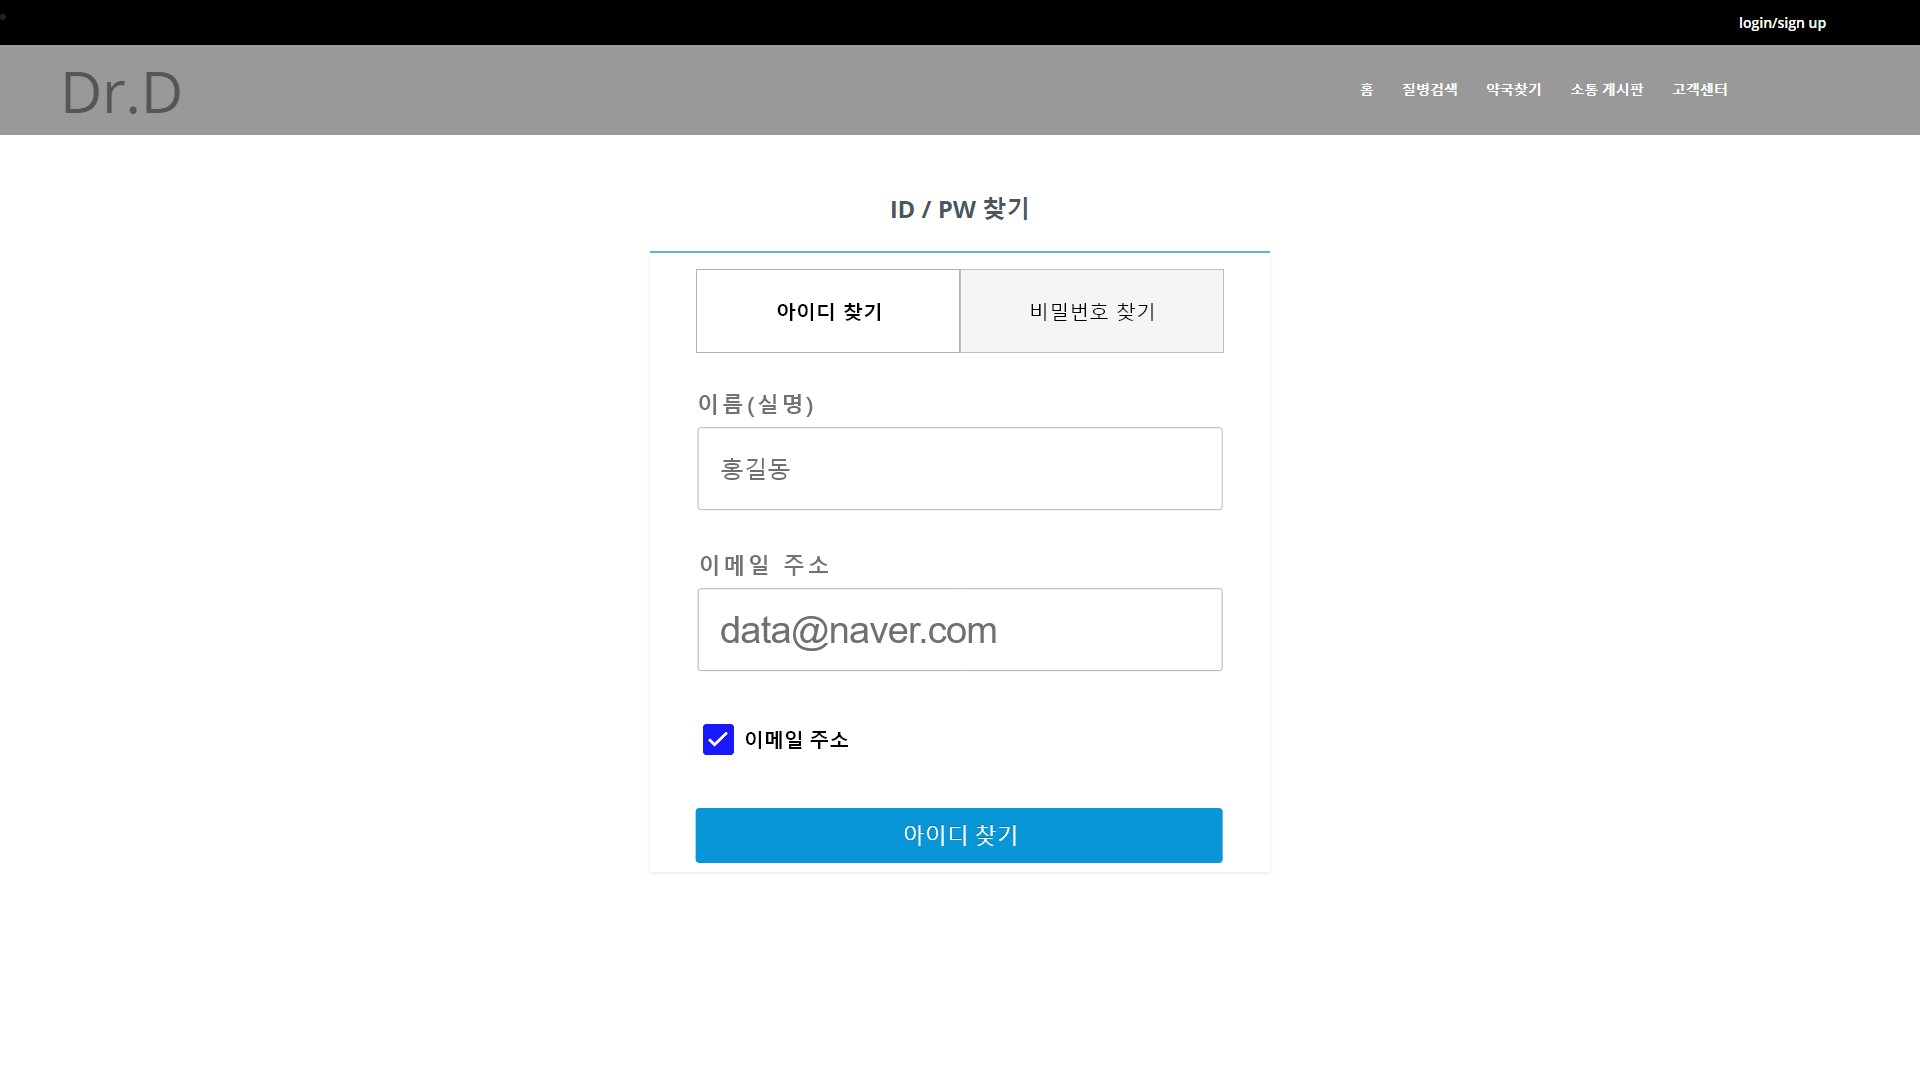 login/sign up
Dr.D
홈 질병검색 약국찾기 소통 게시판 고객센터
ID / PW 찾기
아이디 찾기 비밀번호 찾기
이름(실명)
홍길동
이메일 주소
data@naver.com
이메일 주소
아이디 찾기